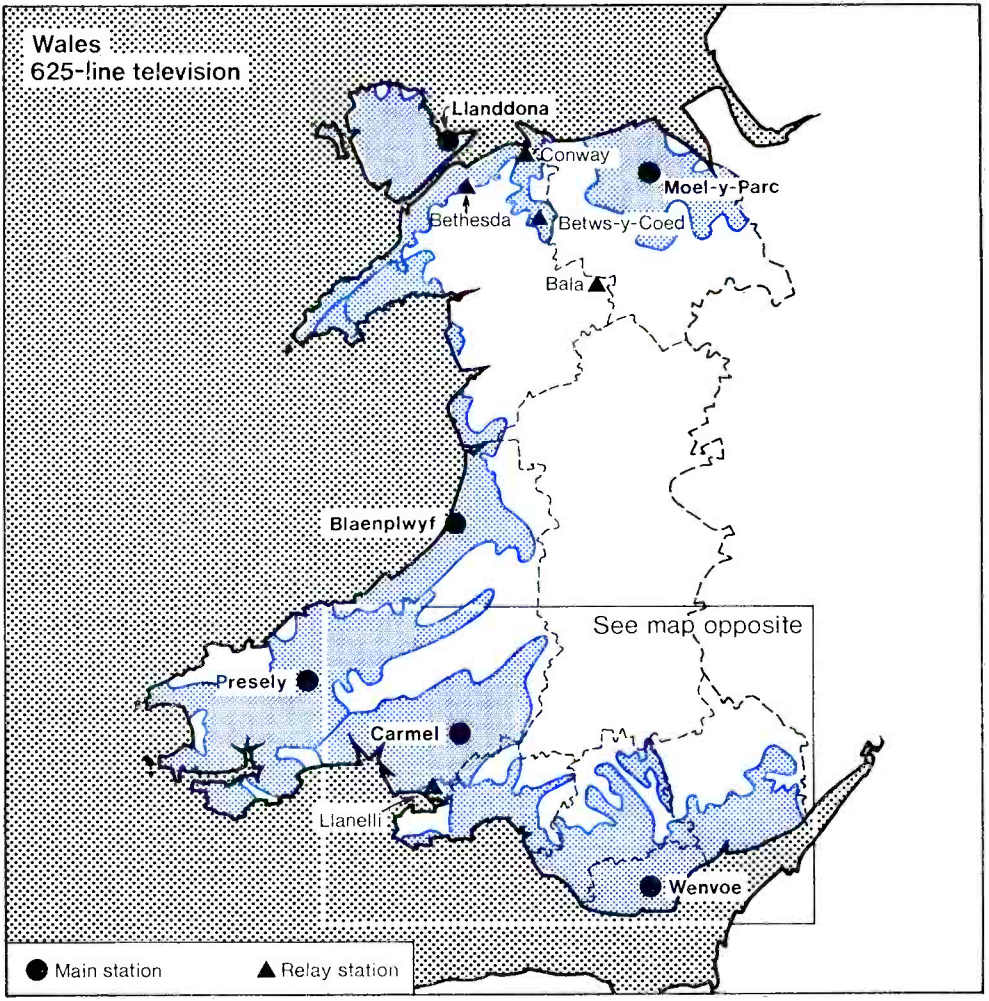 Wales
625-line television
Llanddona
Conway
Moel-y-Parc
Bethesda
Betws-y-Coed
Bala
Blaenplwyf
See map opposite
Presely
Carmel
Llanelli
Wenvoe
Main station
Relay station